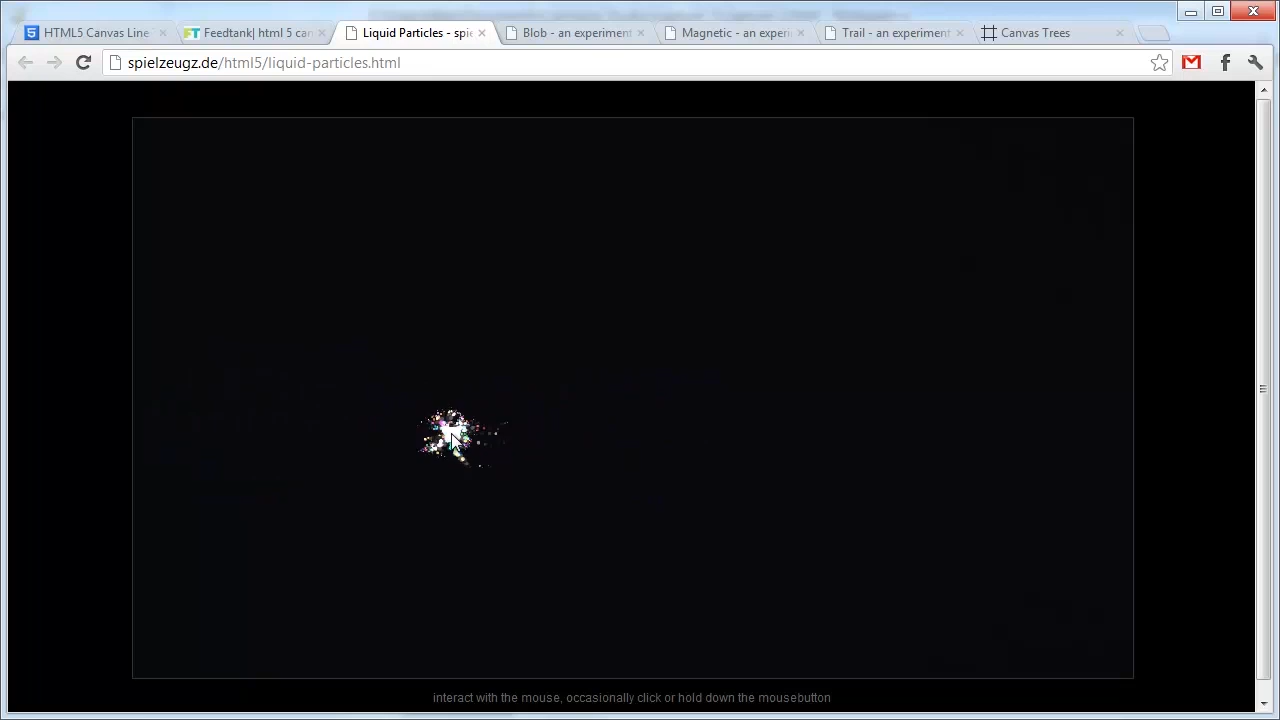 HTML5 Canvas Line
Feedtank| html 5 can
Liquid Particles - spie
Blob - an experiment
Magnetic - an experi
Trail - an experiment
Canvas Trees
spielzeugz.de/html5/liquid-particles.html
interact with the mouse, occasionally click or hold down the mousebutton